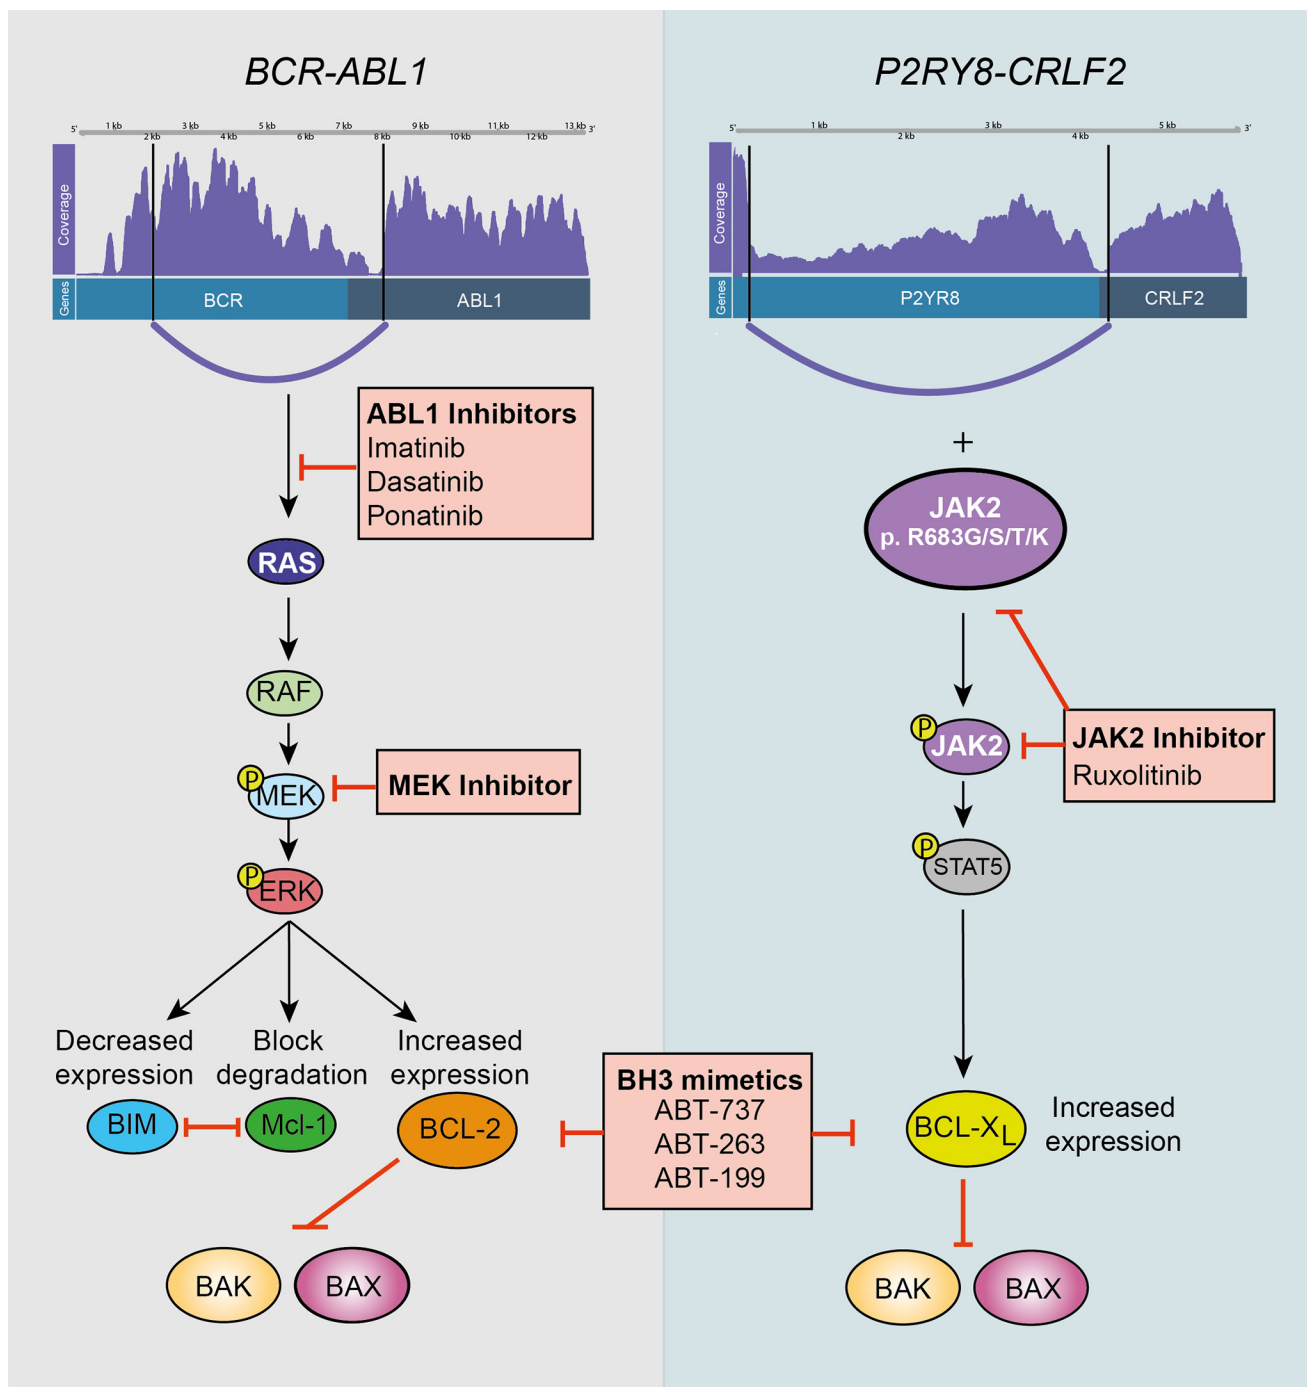 BCR-ABL1
5' 1 kb 2 kb 3 kb 4 kb 5 kb 6 kb 7 kb 8 kb 9 kb 10 kb 11 kb 12 kb 13 kb 3'
Coverage
Genes
BCR
ABL1
ABL1 Inhibitors
Imatinib
Dasatinib
Ponatinib
RAS
RAF
P
MEK
MEK Inhibitor
P
ERK
Decreased
expression
Block
degradation
Increased
expression
BIM
Mcl-1
BCL-2
BAK
BAX
BH3 mimetics
ABT-737
ABT-263
ABT-199
P2RY8-CRLF2
5' 1 kb 2 kb 3 kb 4 kb 5 kb 3'
Coverage
Genes
P2YR8
CRLF2
+
JAK2
p. R683G/S/T/K
P
JAK2
JAK2 Inhibitor
Ruxolitinib
P
STAT5
BCL-XL
Increased
expression
BAK
BAX